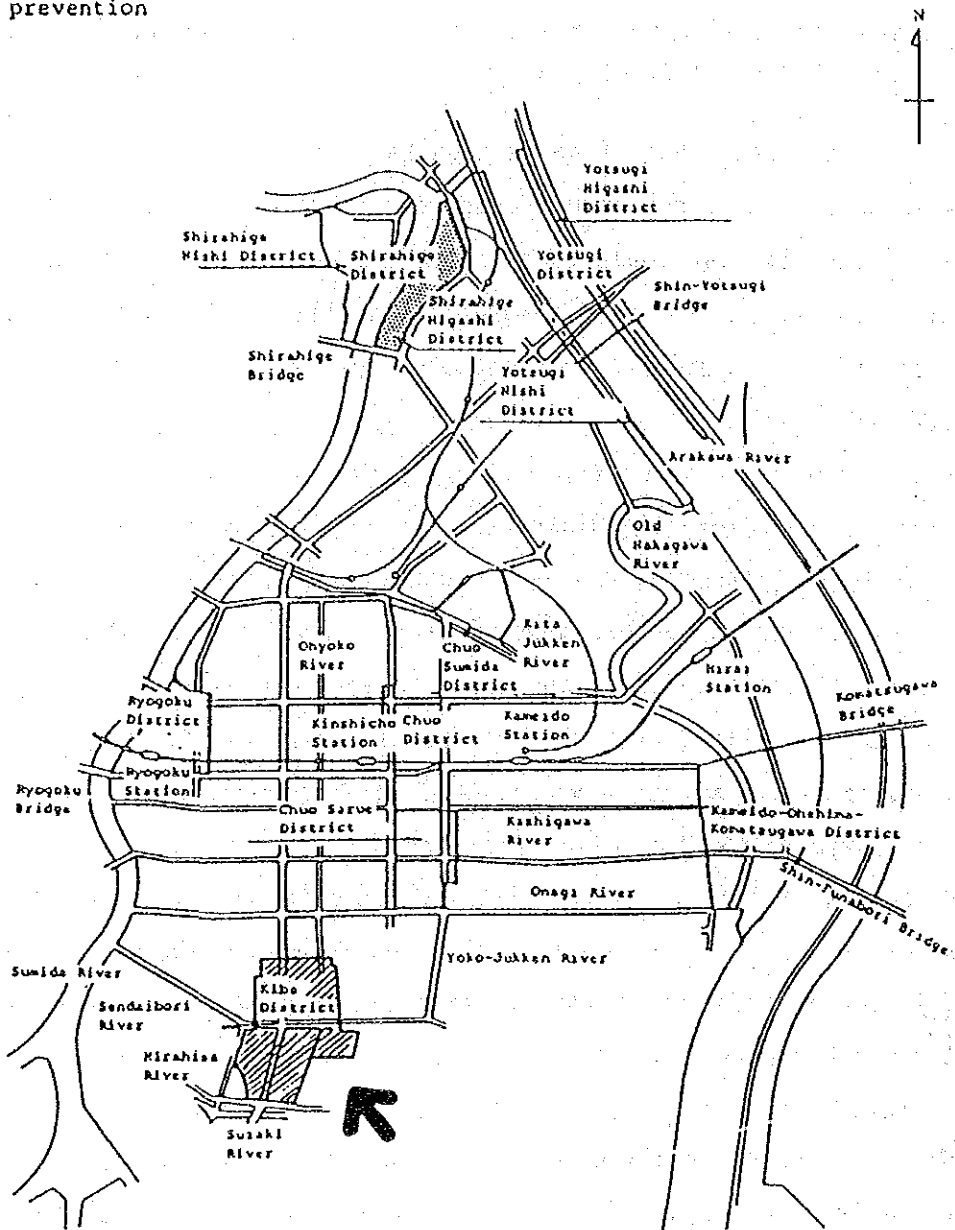 prevention
N
Yotsugi
Higashi
District
Shirahige
Nishi District
Shirahige
District
Yotsugi
District
Shin-Yotsugi
Bridge
Shirahige
Higashi
District
Shirahige
Bridge
Yotsugi
Nishi
District
Arakawa River
Old
Nakagawa
River
Ohyoko
River
Chuo
Sumida
District
Kita
Jukken
River
Hirai
Station
Ryogoku
District
Kinshicho
Station
Chuo
District
Kameido
Station
Komatsugawa
Bridge
Ryogoku
Bridge
Ryogoku
Station
Chuo Sarue
District
Kashigawa
River
Kameido-Ohshima-
Komatsugawa District
Onagi River
Shin-Funabori Bridge
Sumida River
Yoko-Jukken River
Kiba
District
Sendaibori
River
Hirahisa
River
Suzaki
River